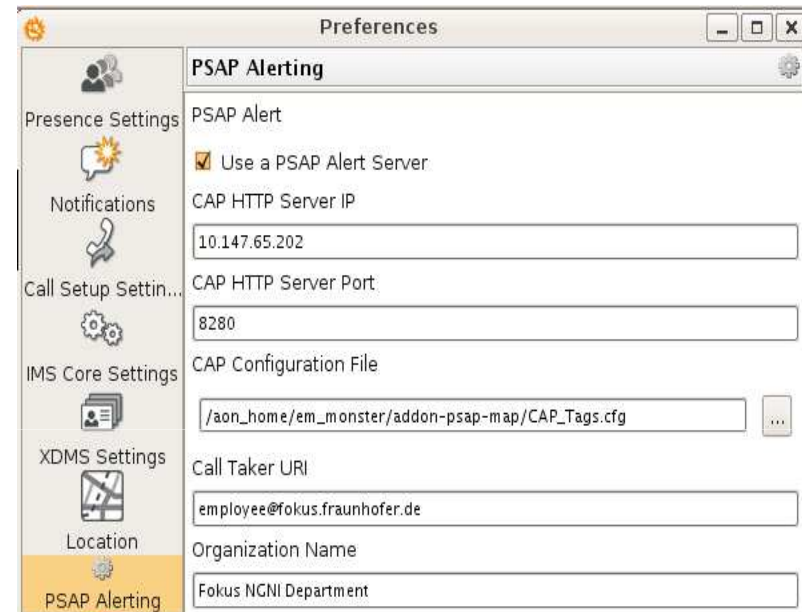 Preferences
PSAP Alerting
Presence Settings
Notifications
Call Setup Settin...
IMS Core Settings
XDMS Settings
Location
PSAP Alerting
PSAP Alert
Use a PSAP Alert Server
CAP HTTP Server IP
10.147.65.202
CAP HTTP Server Port
8280
CAP Configuration File
/aon_home/em_monster/addon-psap-map/CAP_Tags.cfg
...
Call Taker URI
employee@fokus.fraunhofer.de
Organization Name
Fokus NGNI Department